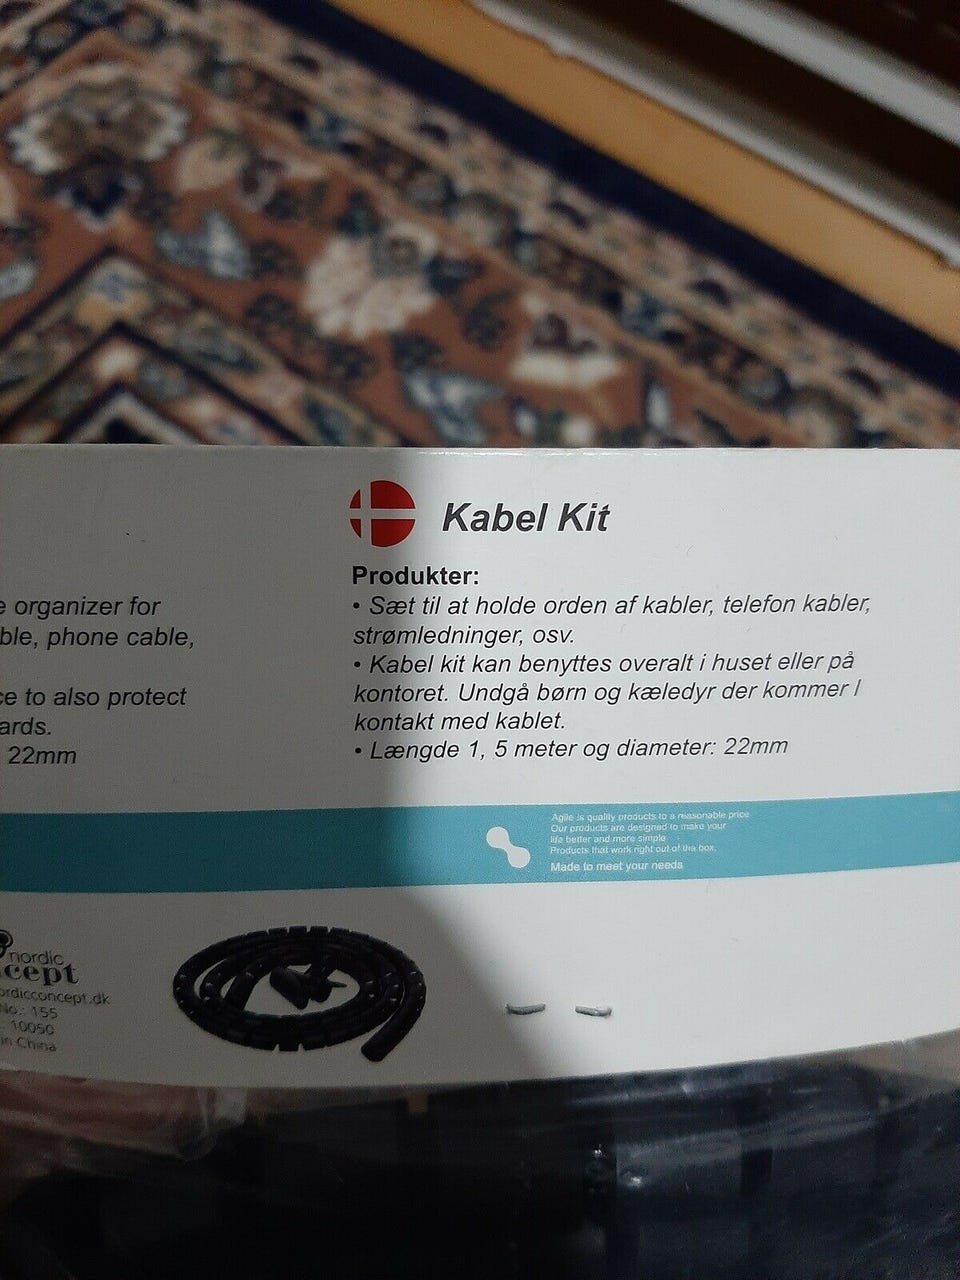 e organizer for
ble, phone cable,
ce to also protect
ards.
22mm
Kabel Kit
Produkter:
• Sæt til at holde orden af kabler, telefon kabler,
strømledninger, osv.
• Kabel kit kan benyttes overalt i huset eller på
kontoret. Undgå børn og kæledyr der kommer I
kontakt med kablet.
• Længde 1, 5 meter og diameter: 22mm
Agile is quality products to a reasonable price
Our products are designed to make your
life better and more simple
Products that work right out of the box.
Made to meet your needs
nordic
cept
ordicconcept.dk
No.: 155
: 10050
in China